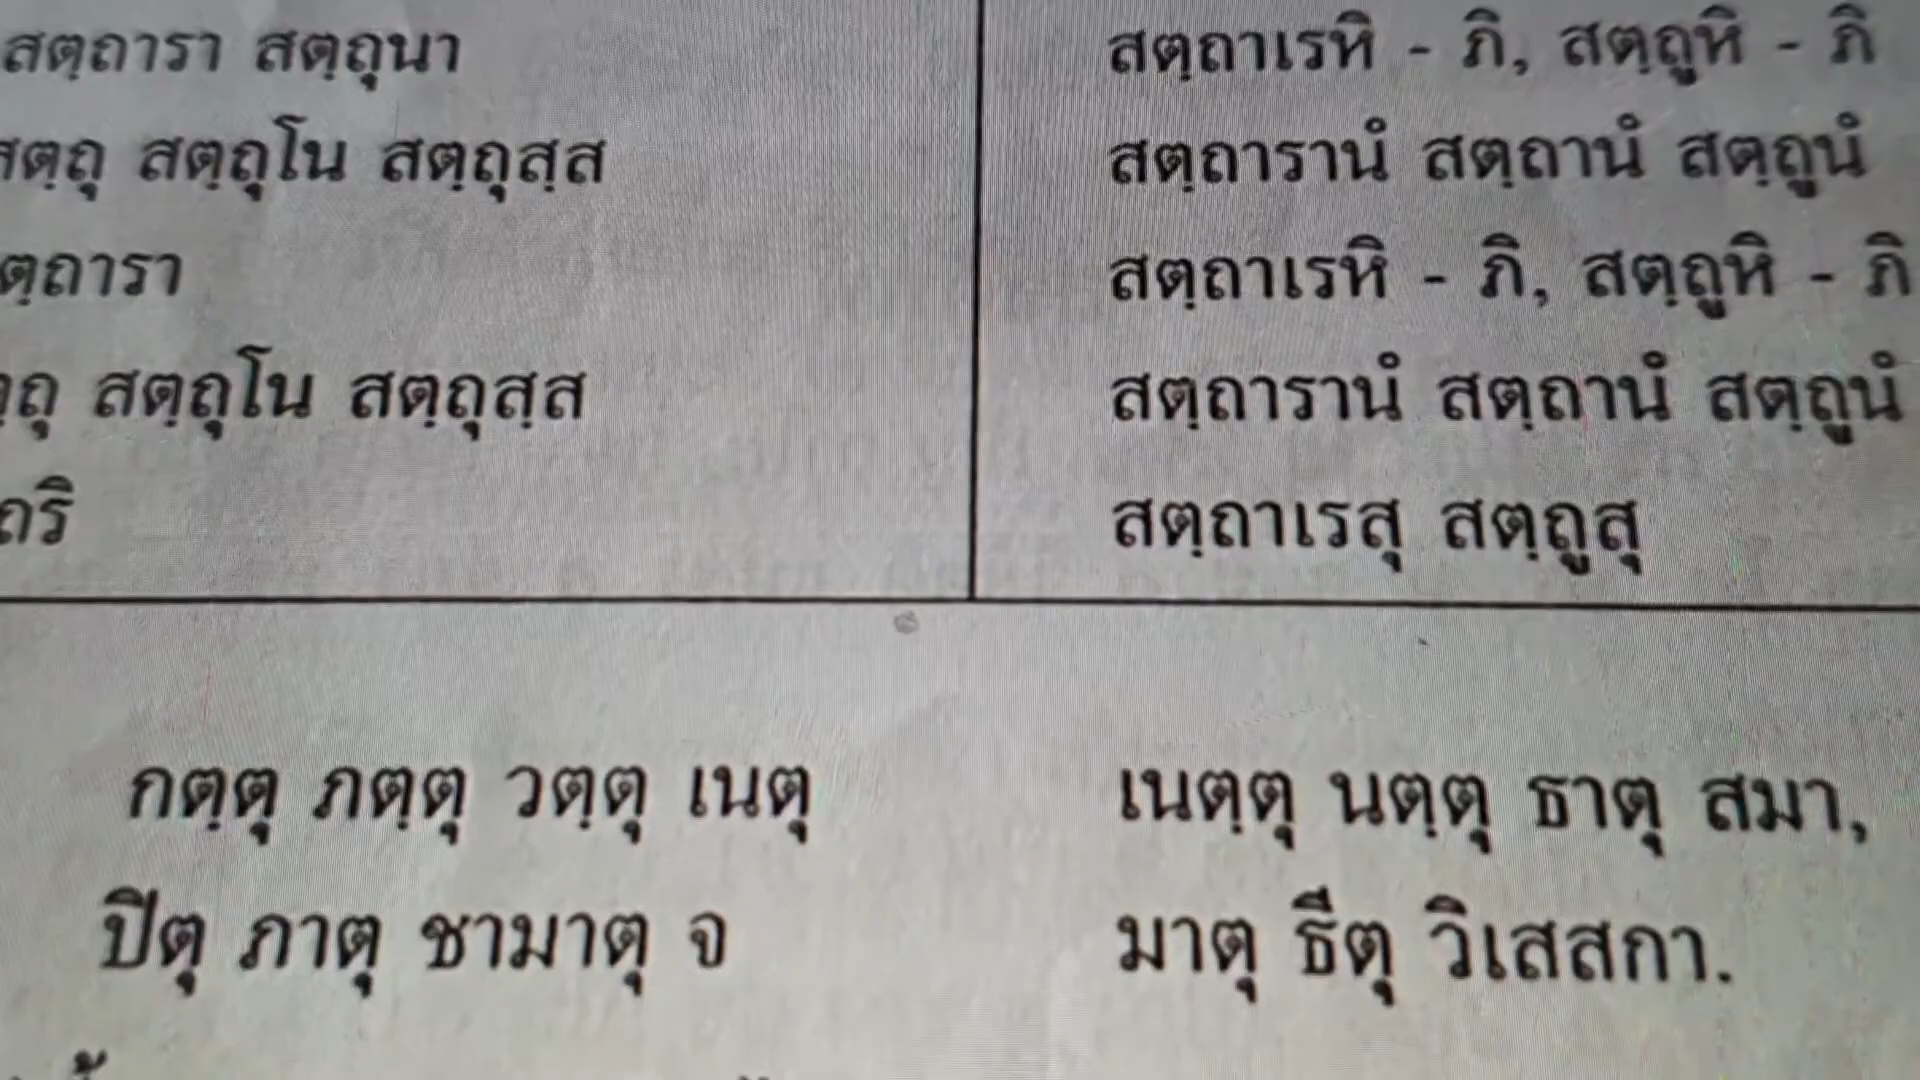 สตฺถารา สตฺถุนา สตฺถาเรหิ - ภิ, สตฺถูหิ - ภิ
สตฺถุ สตฺถุโน สตฺถุสฺส สตฺถารานํ สตฺถานํ สตฺถูนํ
สตฺถาเรหิ - ภิ, สตฺถูหิ - ภิ
สตฺถุโน สตฺถุสฺส สตฺถารานํ สตฺถานํ สตฺถูนํ
สตฺถาเรสุ สตฺถูสุ
กตฺตุ ภตฺตุ วตฺตุ เนตุ เนตฺตุ นตฺตุ ธาตุ สมา,
ปิตุ ภาตุ ชามาตุ จ มาตุ ธีตุ วิเสสกา.